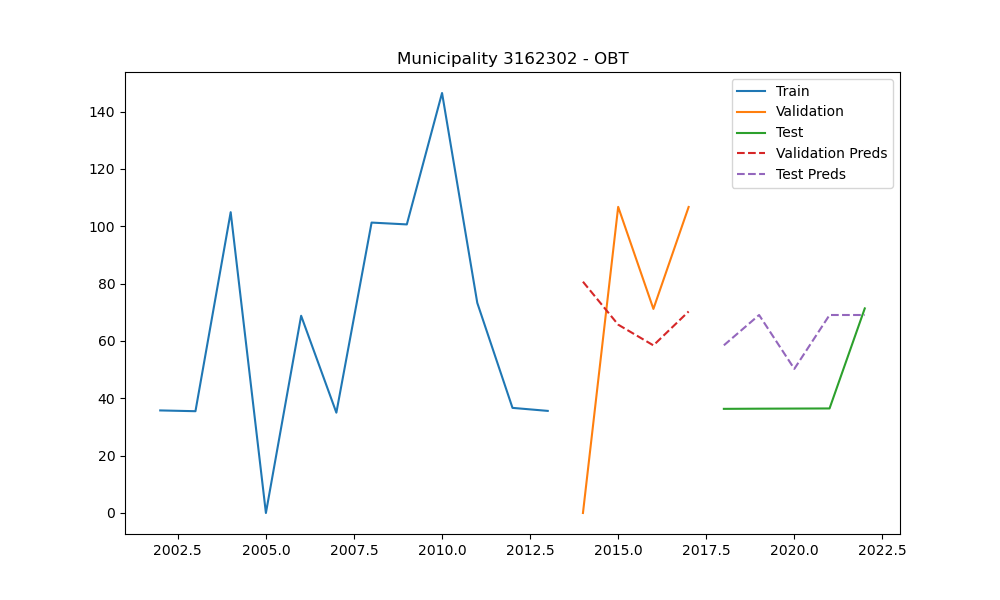 Municipality 3162302 - OBT
140
120
100
80
60
40
20
0
2002.5 2005.0 2007.5 2010.0 2012.5 2015.0 2017.5 2020.0 2022.5
Train
Validation
Test
Validation Preds
Test Preds